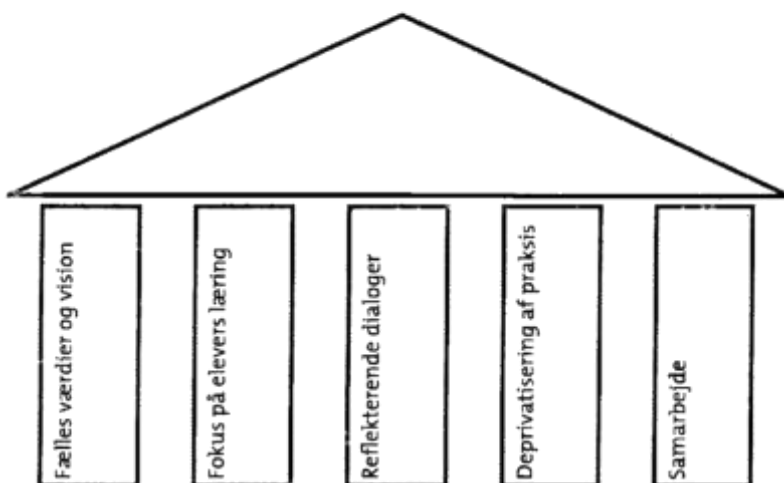 Fælles værdier og vision
Fokus på elevers læring
Reflekterende dialoger
Deprivatisering af praksis
Samarbejde